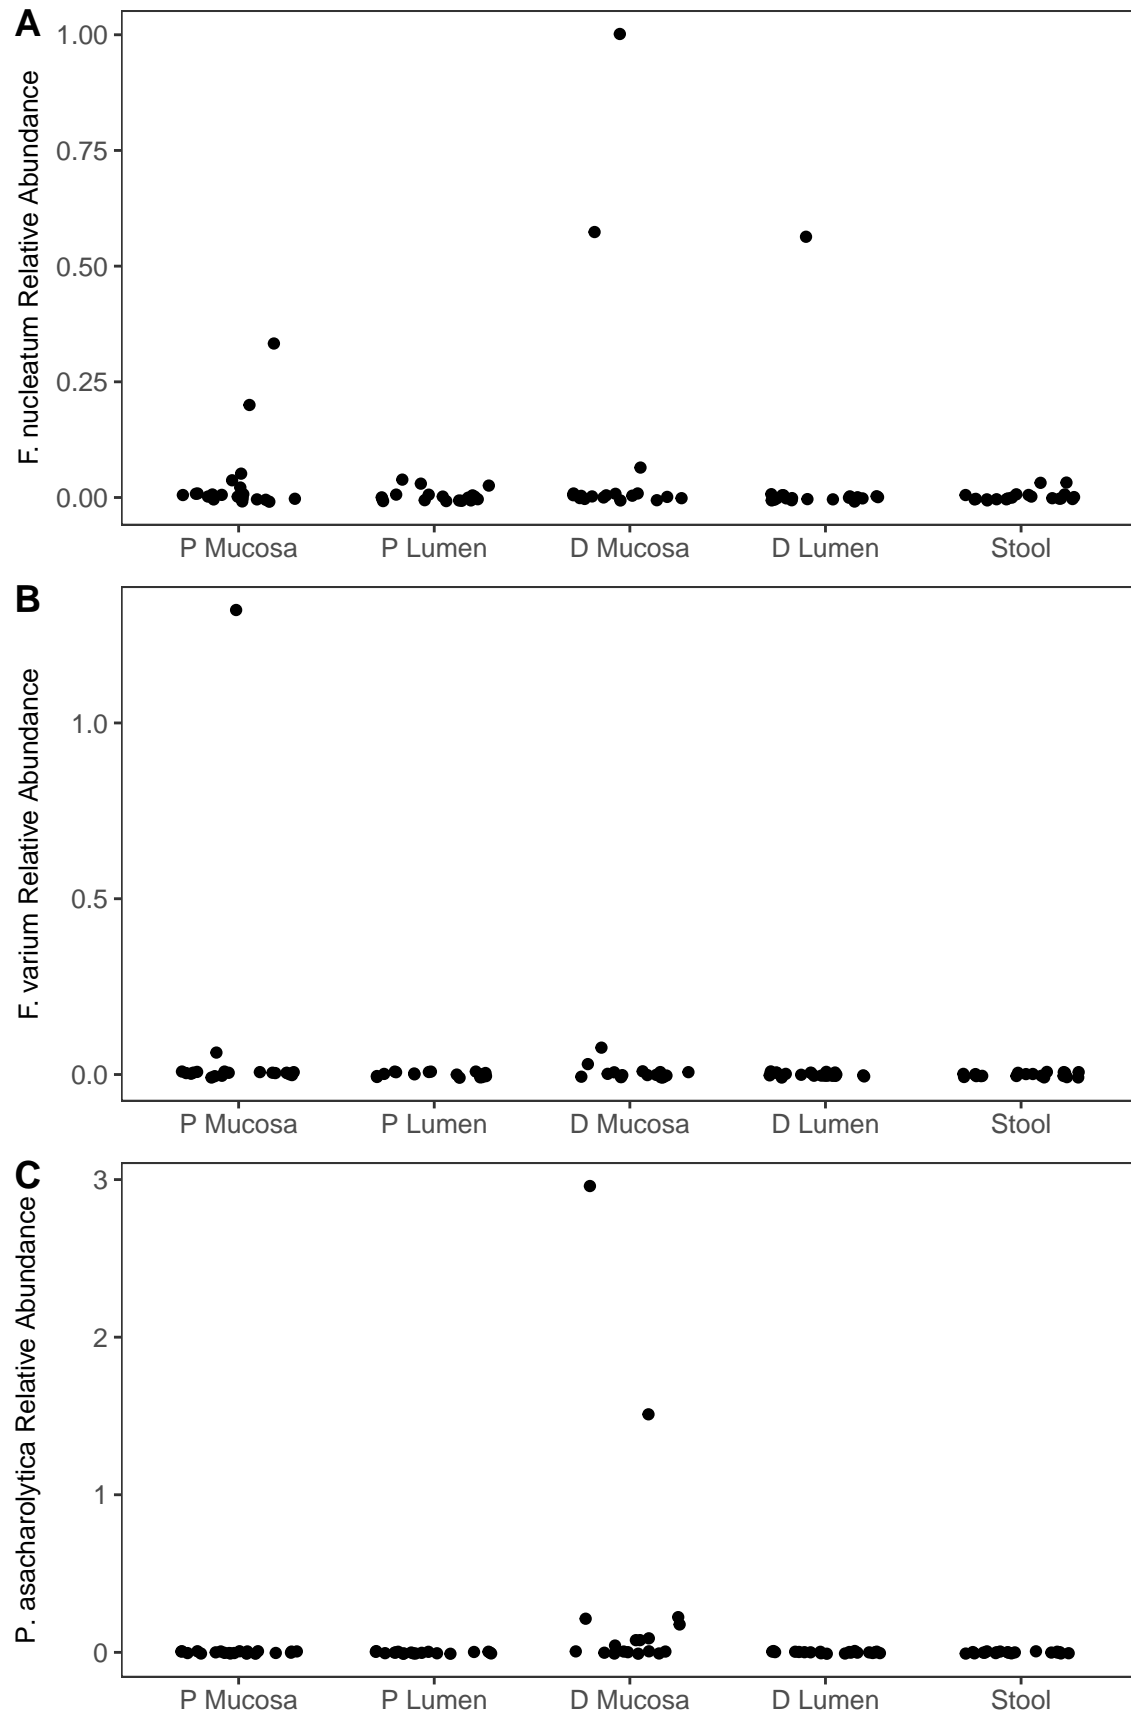 A
F. nucleatum Relative Abundance
1.00
0.75
0.50
0.25
0.00
P Mucosa P Lumen D Mucosa D Lumen Stool
B
F. varium Relative Abundance
1.0
0.5
0.0
P Mucosa P Lumen D Mucosa D Lumen Stool
C
P. asacharolytica Relative Abundance
3
2
1
0
P Mucosa P Lumen D Mucosa D Lumen Stool